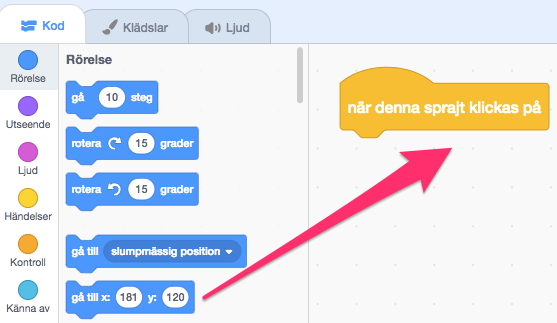 Kod
Klädslar
Ljud
Rörelse
Utseende
Ljud
Händelser
Kontroll
Känna av
Rörelse
gå 10 steg
rotera 15 grader
rotera 15 grader
gå till slumpmässig position
gå till x: 181 y: 120
när denna sprajt klickas på